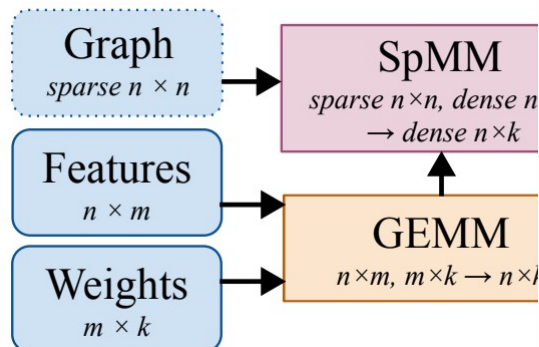 Graph
sparse n × n
SpMM
sparse n×n, dense n
→ dense n×k
Features
n × m
GEMM
n×m, m×k → n×k
Weights
m × k